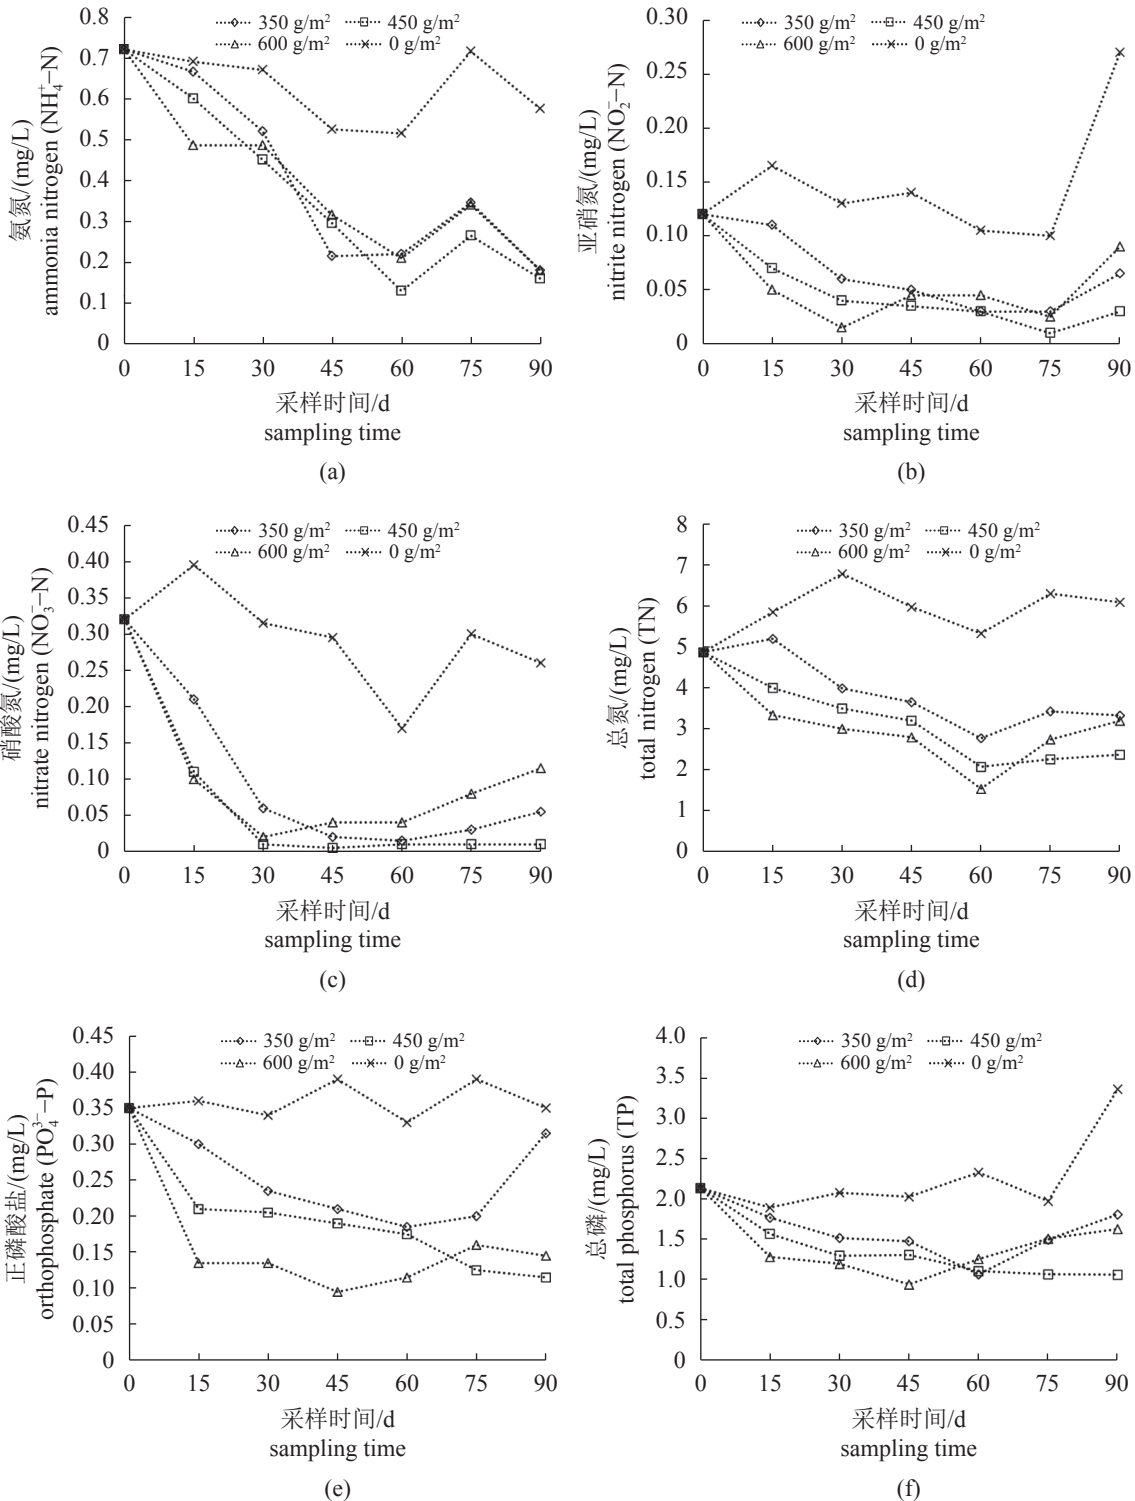 350 g/m²
450 g/m²
600 g/m²
0 g/m²
0.8
0.7
0.6
0.5
0.4
0.3
0.2
0.1
0
氨氮/(mg/L)
ammonia nitrogen (NH₄⁺−N)
0 15 30 45 60 75 90
采样时间/d
sampling time
(a)
350 g/m²
450 g/m²
600 g/m²
0 g/m²
0.30
0.25
0.20
0.15
0.10
0.05
0
亚硝氮/(mg/L)
nitrite nitrogen (NO₂⁻−N)
0 15 30 45 60 75 90
采样时间/d
sampling time
(b)
350 g/m²
450 g/m²
600 g/m²
0 g/m²
0.45
0.40
0.35
0.30
0.25
0.20
0.15
0.10
0.05
0
硝酸氮/(mg/L)
nitrate nitrogen (NO₃⁻−N)
0 15 30 45 60 75 90
采样时间/d
sampling time
(c)
350 g/m²
450 g/m²
600 g/m²
0 g/m²
8
7
6
5
4
3
2
1
0
总氮/(mg/L)
total nitrogen (TN)
0 15 30 45 60 75 90
采样时间/d
sampling time
(d)
350 g/m²
450 g/m²
600 g/m²
0 g/m²
0.45
0.40
0.35
0.30
0.25
0.20
0.15
0.10
0.05
0
正磷酸盐/(mg/L)
orthophosphate (PO₄³⁻−P)
0 15 30 45 60 75 90
采样时间/d
sampling time
(e)
350 g/m²
450 g/m²
600 g/m²
0 g/m²
4.0
3.5
3.0
2.5
2.0
1.5
1.0
0.5
0
总磷/(mg/L)
total phosphorus (TP)
0 15 30 45 60 75 90
采样时间/d
sampling time
(f)